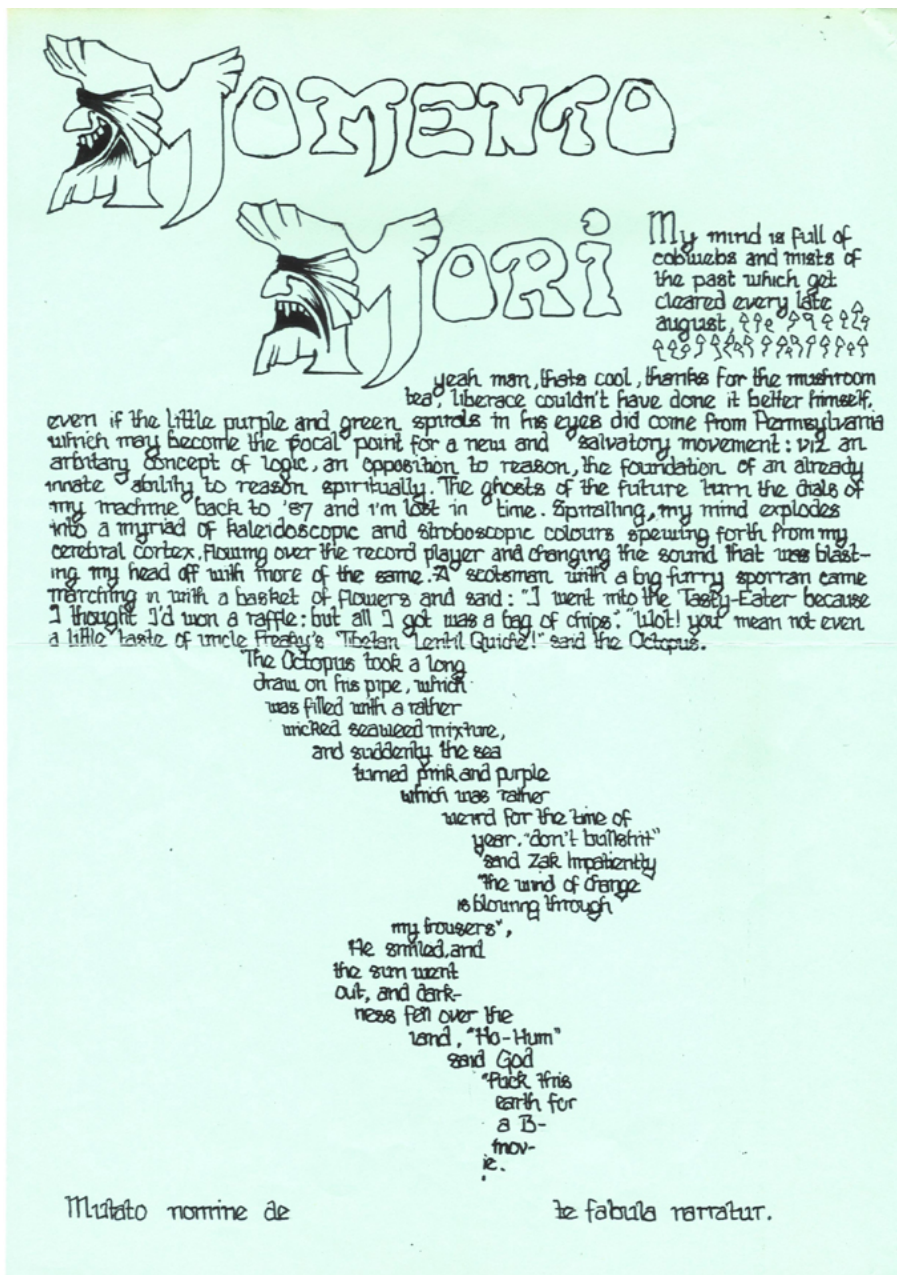 MOMENTO
MORI
My mind is full of
cobwebs and mists of
the past which get
cleared every late
august,
yeah man, thats cool, thanks for the mushroom
tea, liberace couldn't have done it better himself,
even if the little purple and green spirals in his eyes did come from Pennsylvania
which may become the focal point for a new and salvatory movement: viz an
arbitary concept of logic, an opposition to reason, the foundation of an already
innate ability to reason spiritually. The ghosts of the future turn the dials of
my machine back to '87 and i'm lost in time. Spiralling, my mind explodes
into a myriad of kaleidoscopic and stroboscopic colours spewing forth from my
cerebral cortex, flowing over the record player and changing the sound that was blast-
ing my head off with more of the same. A scotsman with a big furry sporran came
marching in with a basket of flowers and said: "I went into the Tasty-Eater because
I thought I'd won a raffle: but all I got was a bag of chips". "Wot! you mean not even
a little taste of uncle Freaky's Tibetan Lentil Quiche!" said the Octopus.
The Octopus took a long
draw on his pipe, which
was filled with a rather
wicked seaweed mixture,
and suddenly the sea
turned pink and purple
which was rather
weird for the time of
year. "don't bullshit"
said Zak Impatiently
"the wind of change
is blowing through
my trousers",
He smiled, and
the sun went
out, and dark-
ness fell over the
land, "Ho-Hum"
said God
"Fuck this
earth for
a B-
mov-
ie.
Mutato nomine de te fabula narratur.